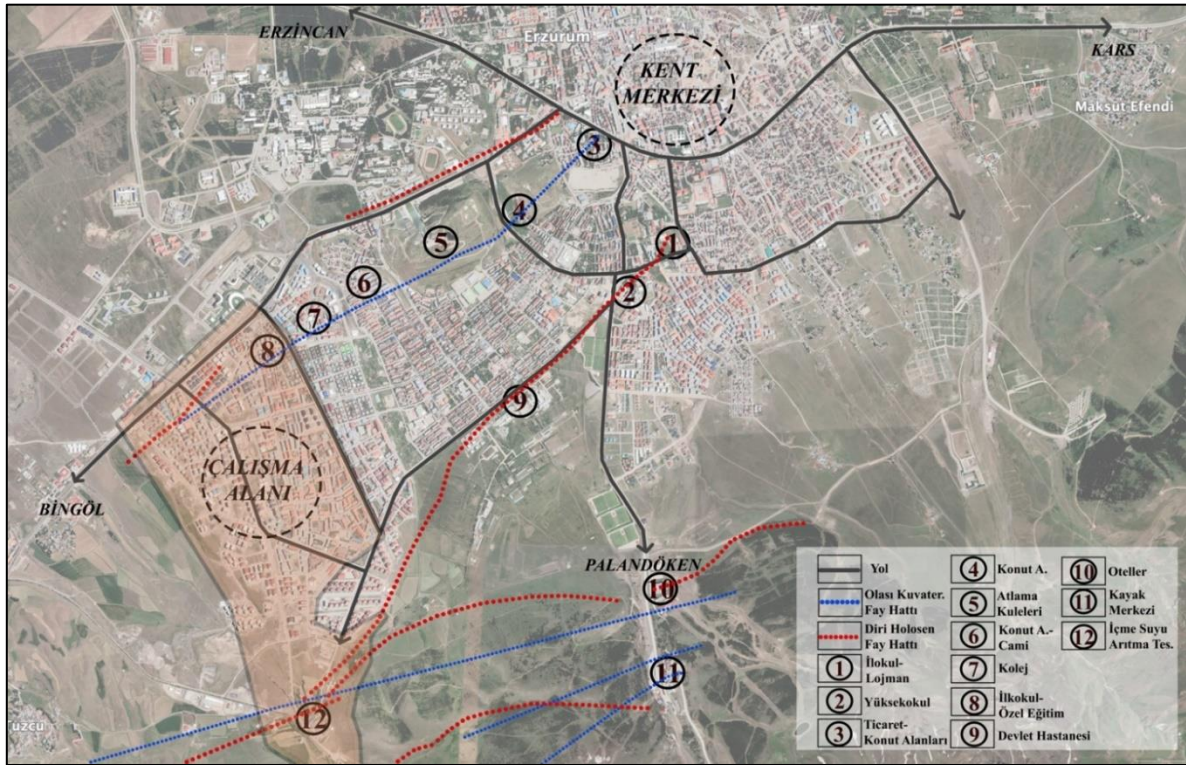 ERZİNCAN
Erzurum
KENT
MERKEZİ
KARS
Maksut Efendi
3
4
5
1
6
2
7
8
9
ÇALIŞMA
ALANI
BİNGÖL
PALANDÖKEN
10
11
12
Yol
Olası Kuvater.
Fay Hattı
Diri Holosen
Fay Hattı
1 İlokul-
Lojman
2 Yüksekokul
3 Ticaret-
Konut Alanları
4 Konut A.
5 Atlama
Kuleleri
6 Konut A.-
Cami
7 Kolej
8 İlkokul-
Özel Eğitim
9 Devlet Hastanesi
10 Oteller
11 Kayak
Merkezi
12 İçme Suyu
Arıtma Tes.